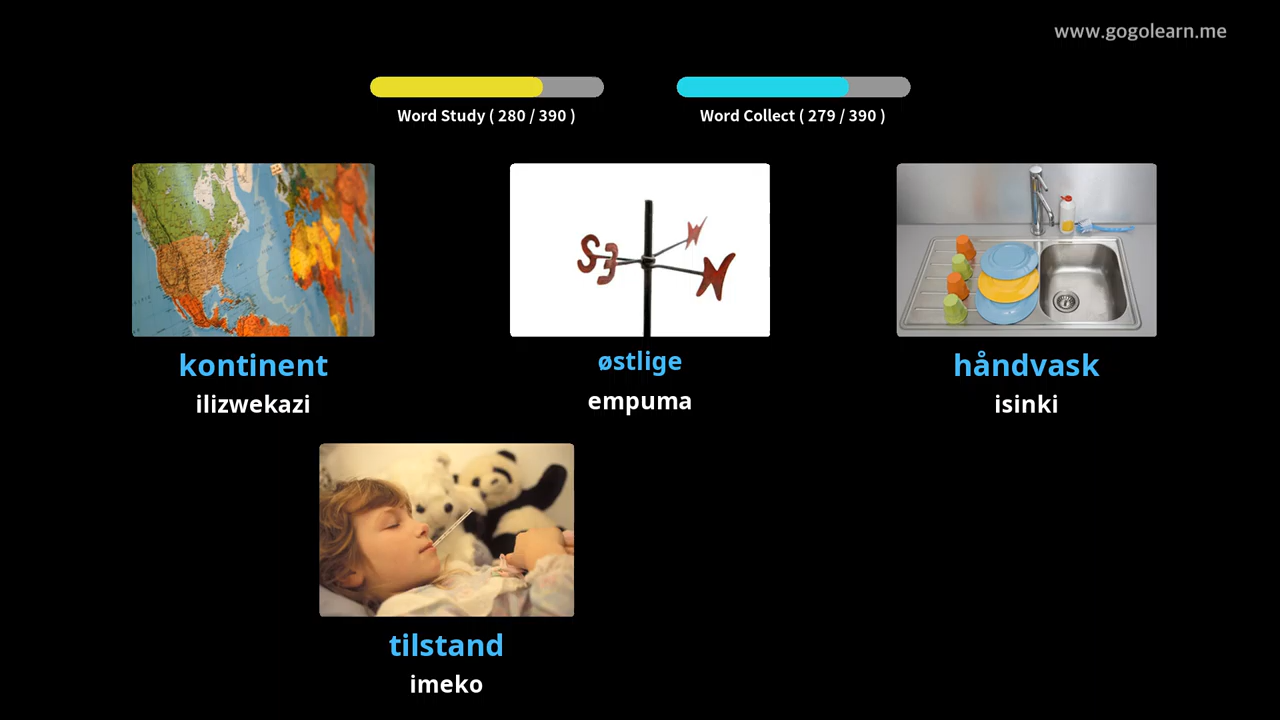 www.gogolearn.me
Word Study ( 280 / 390 )
Word Collect ( 279 / 390 )
S
E
N
kontinent
østlige
håndvask
ilizwekazi
empuma
isinki
tilstand
imeko